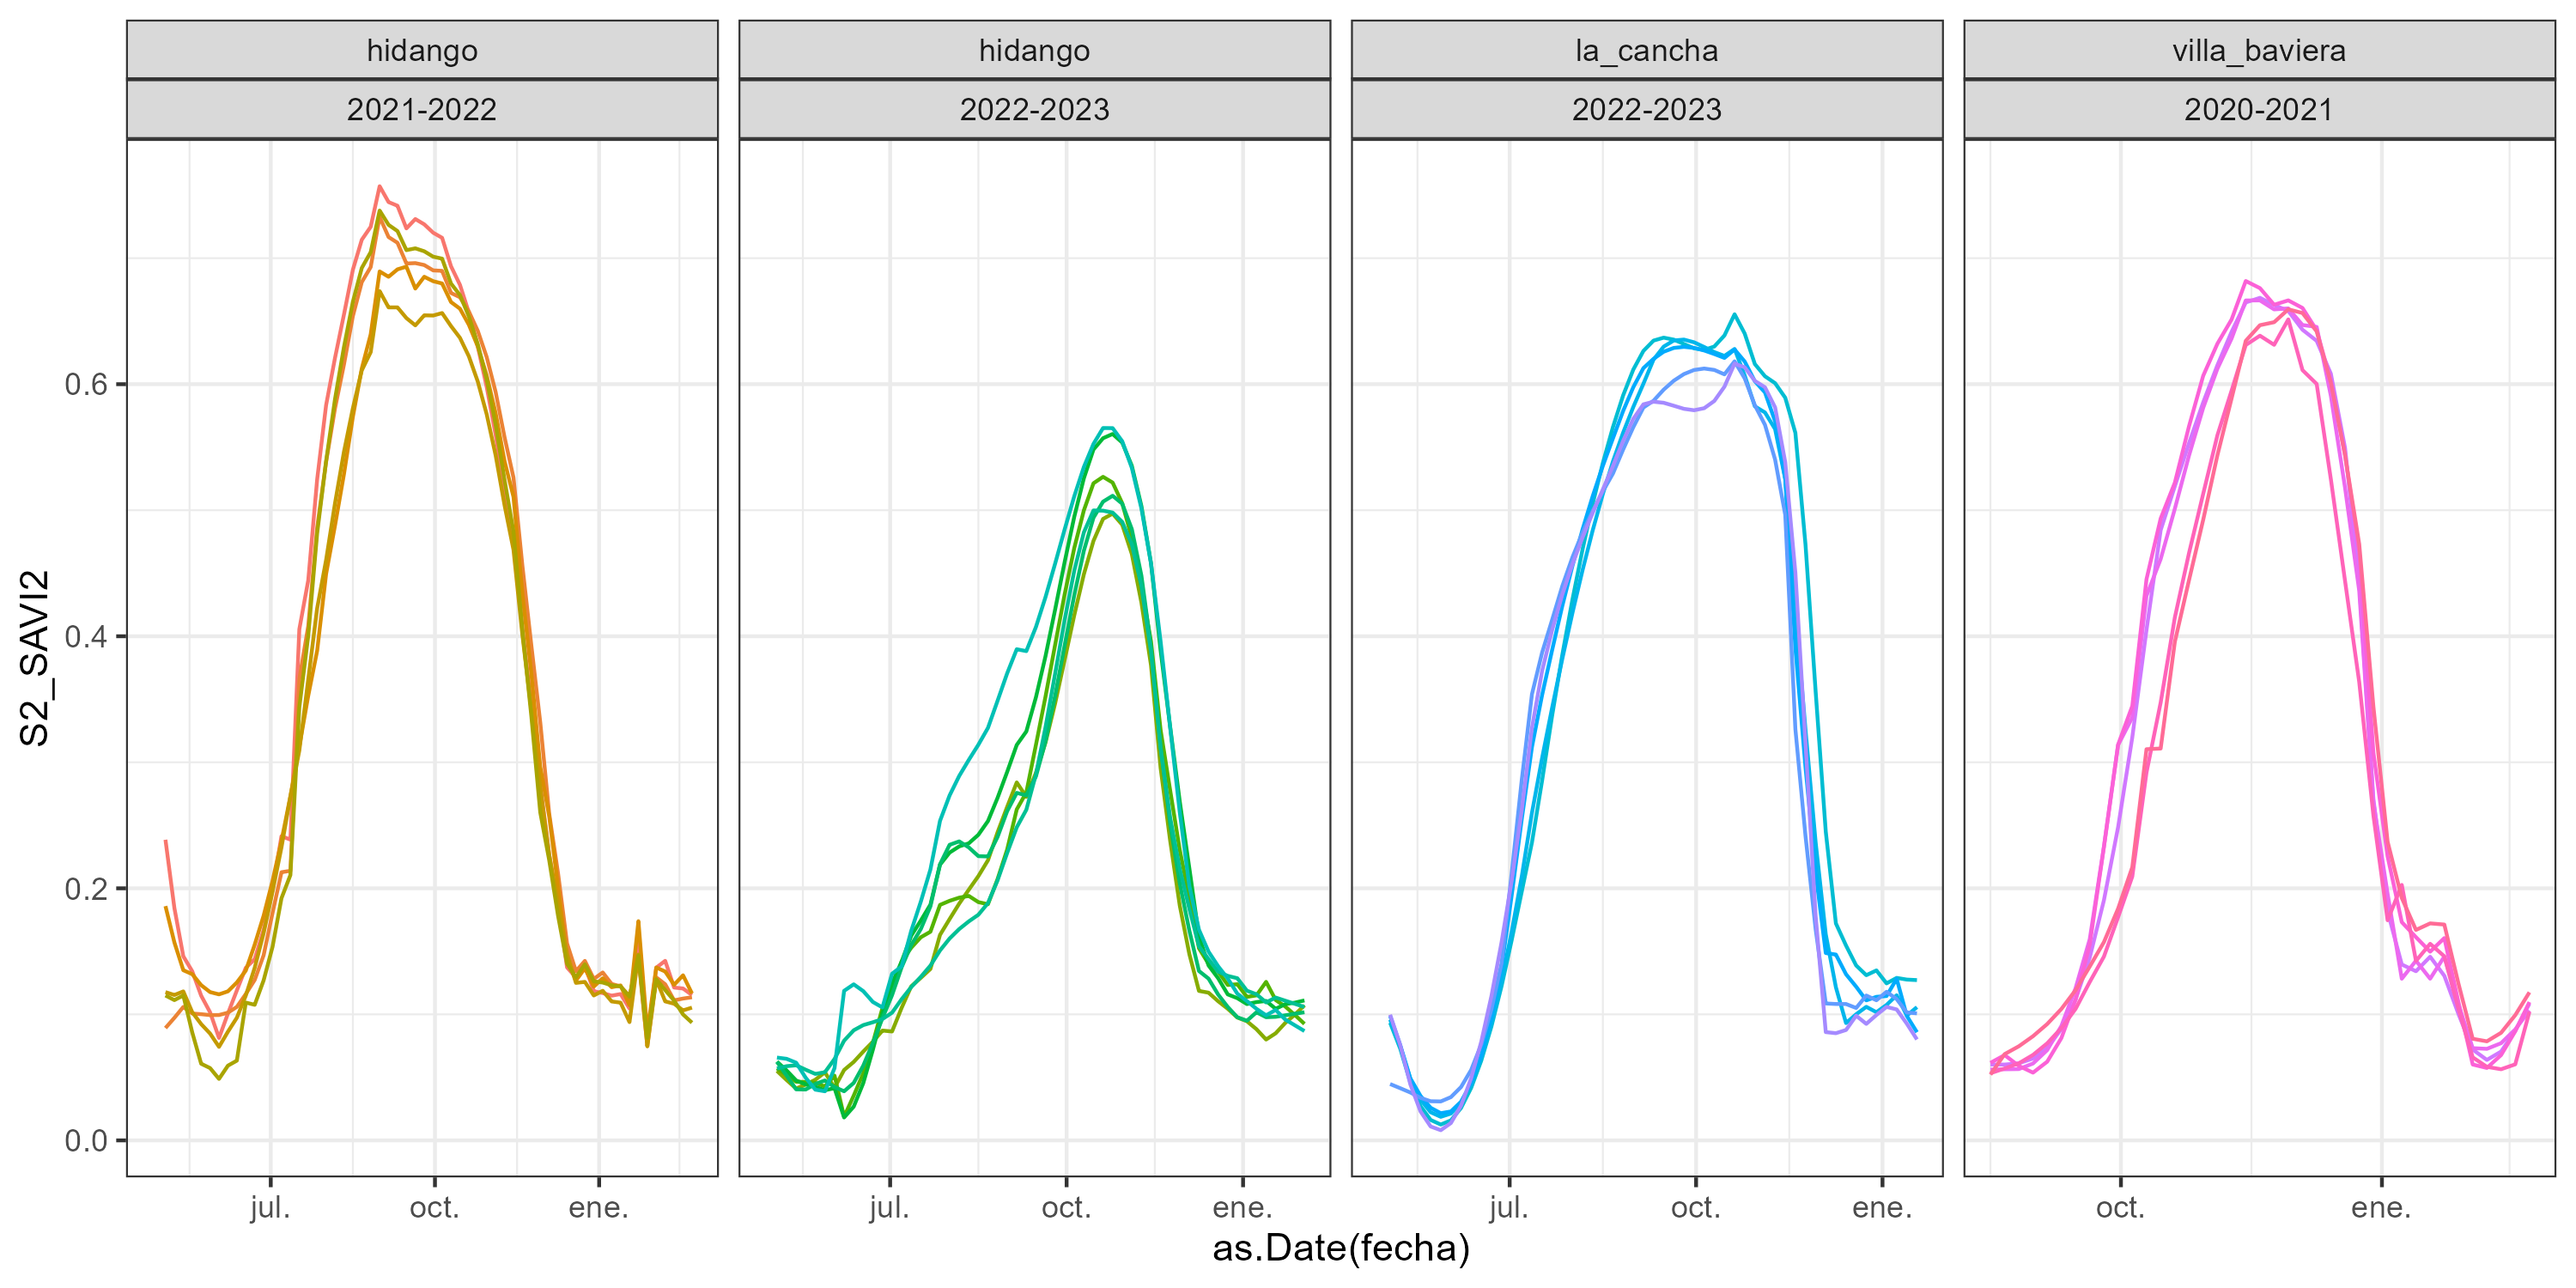 hidango
hidango
la_cancha
villa_baviera
2021-2022
2022-2023
2022-2023
2020-2021
S2_SAVI2
0.6
0.4
0.2
0.0
jul.
oct.
ene.
jul.
oct.
ene.
jul.
oct.
ene.
oct.
ene.
as.Date(fecha)